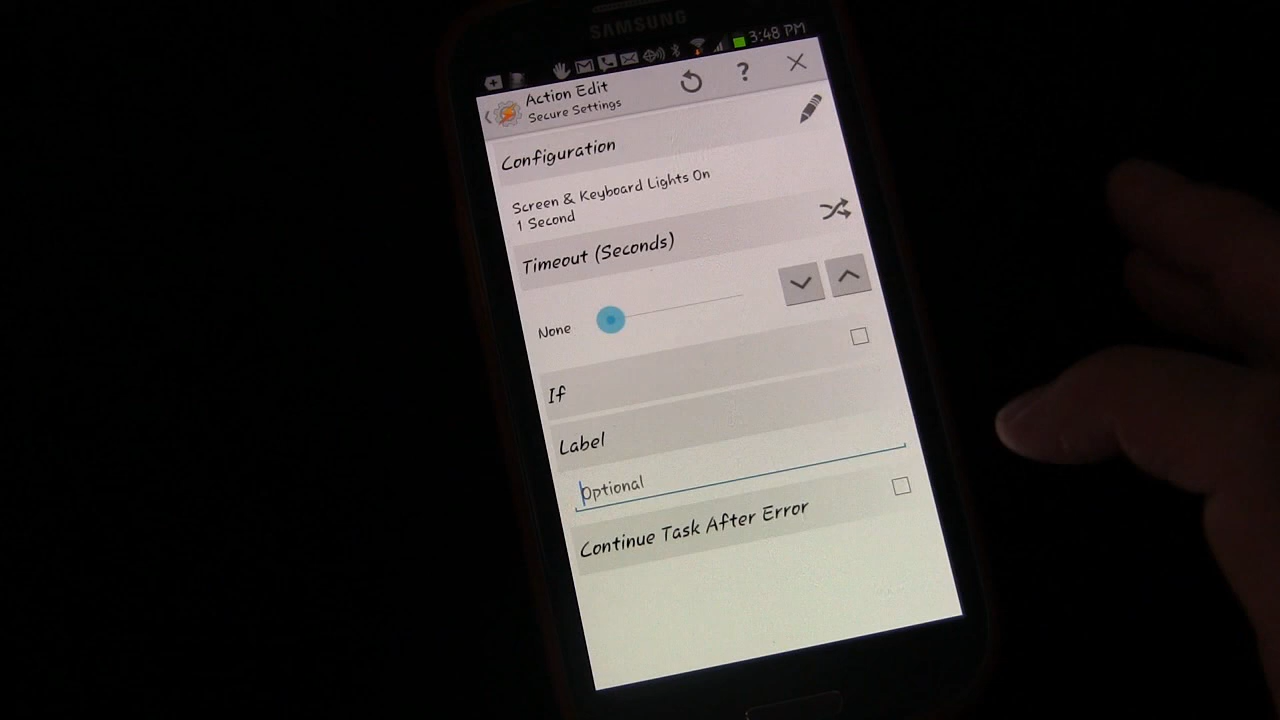 SAMSUNG
3:48 PM
Action Edit
Secure Settings
?
Configuration
Screen & Keyboard Lights On
1 Second
Timeout (Seconds)
None
If
Label
Optional
Continue Task After Error